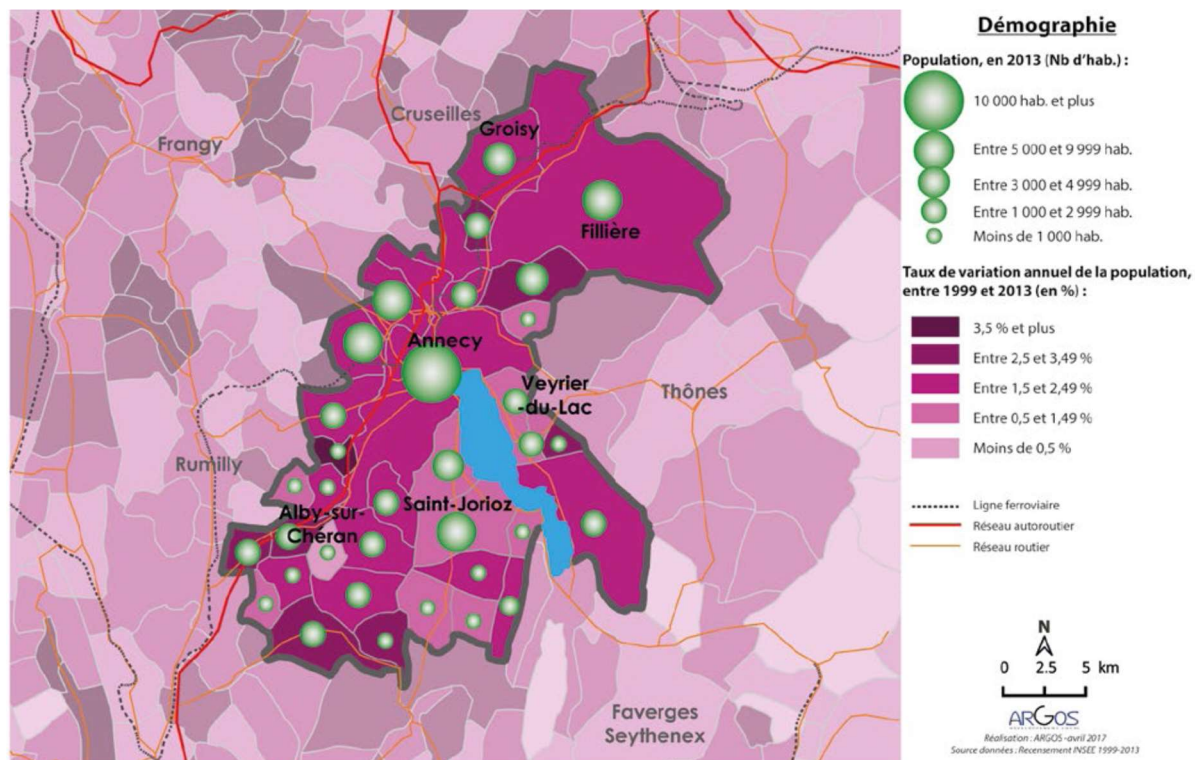 Cruseilles
Groisy
Frangy
Fillière
Annecy
Veyrier
-du-Lac
Thônes
Rumilly
Alby-sur-
Chéran
Saint-Jorioz
Faverges
Seythenex
Démographie
Population, en 2013 (Nb d'hab.) :
10 000 hab. et plus
Entre 5 000 et 9 999 hab.
Entre 3 000 et 4 999 hab.
Entre 1 000 et 2 999 hab.
Moins de 1 000 hab.
Taux de variation annuel de la population,
entre 1999 et 2013 (en %) :
3,5 % et plus
Entre 2,5 et 3,49 %
Entre 1,5 et 2,49 %
Entre 0,5 et 1,49 %
Moins de 0,5 %
Ligne ferroviaire
Réseau autoroutier
Réseau routier
N
0 2.5 5 km
ARGOS
Réalisation : ARGOS -avril 2017
Source données : Recensement INSEE 1999-2013